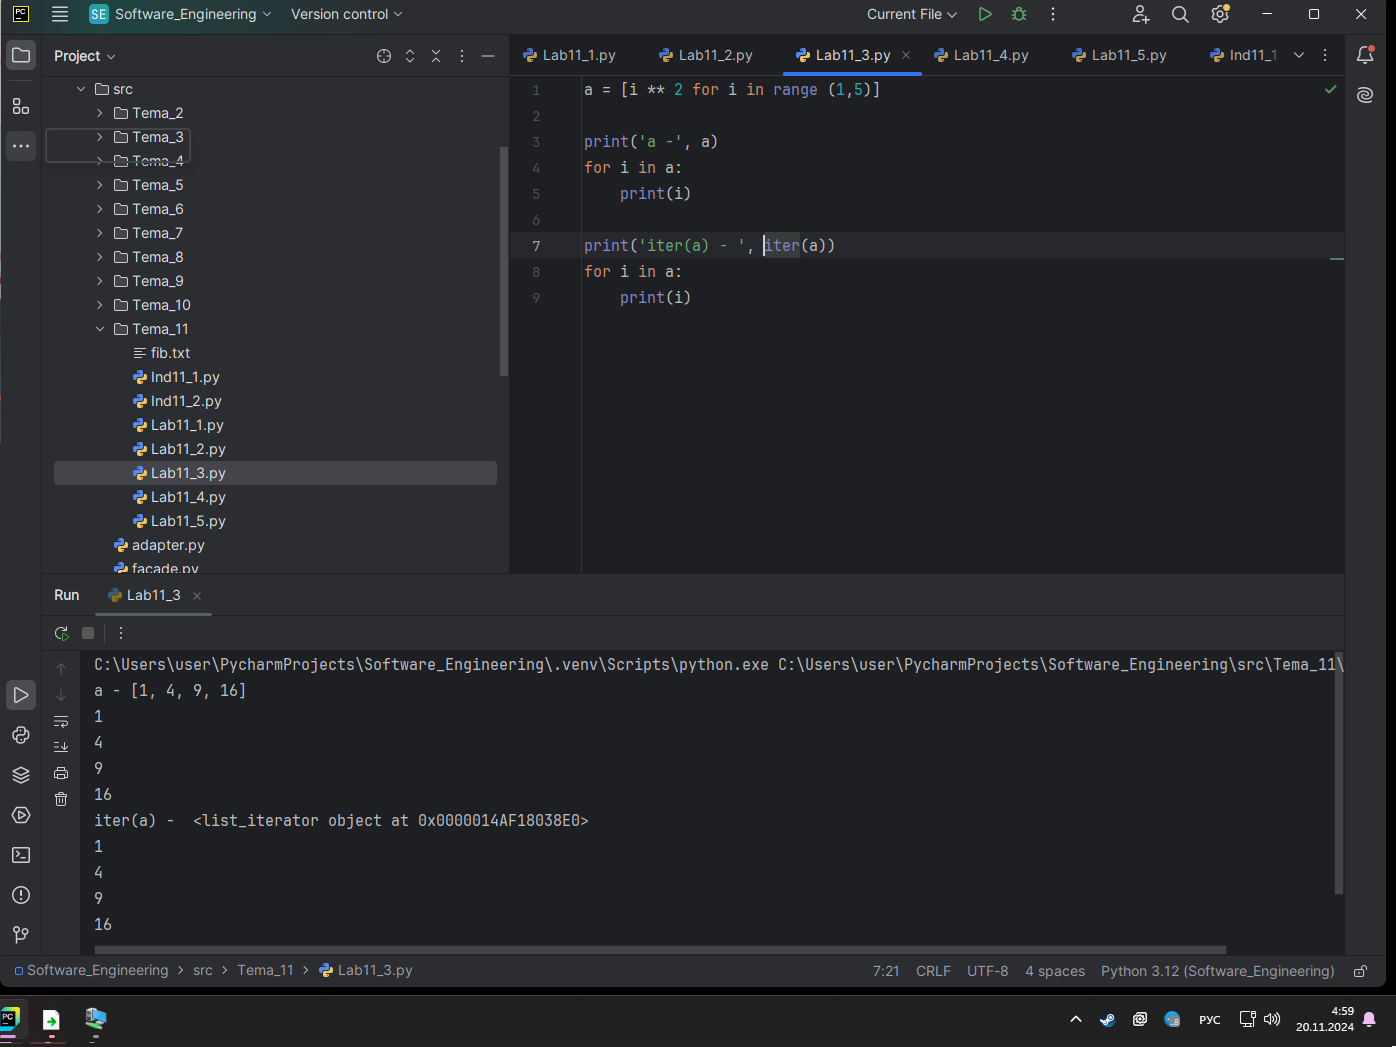 PC SE Software_Engineering Version control Current File
Project
Lab11_1.py Lab11_2.py Lab11_3.py Lab11_4.py Lab11_5.py Ind11_1
src
Tema_2
Tema_3
Tema_4
Tema_5
Tema_6
Tema_7
Tema_8
Tema_9
Tema_10
Tema_11
fib.txt
Ind11_1.py
Ind11_2.py
Lab11_1.py
Lab11_2.py
Lab11_3.py
Lab11_4.py
Lab11_5.py
adapter.py
facade.py
1 a = [i ** 2 for i in range (1,5)]
2
3 print('a -', a)
4 for i in a:
5     print(i)
6
7 print('iter(a) - ', iter(a))
8 for i in a:
9     print(i)
Run Lab11_3
C:\Users\user\PycharmProjects\Software_Engineering\.venv\Scripts\python.exe C:\Users\user\PycharmProjects\Software_Engineering\src\Tema_11\
a - [1, 4, 9, 16]
1
4
9
16
iter(a) -  <list_iterator object at 0x0000014AF18038E0>
1
4
9
16
Software_Engineering > src > Tema_11 > Lab11_3.py 7:21 CRLF UTF-8 4 spaces Python 3.12 (Software_Engineering)
PC РУС 4:59
20.11.2024